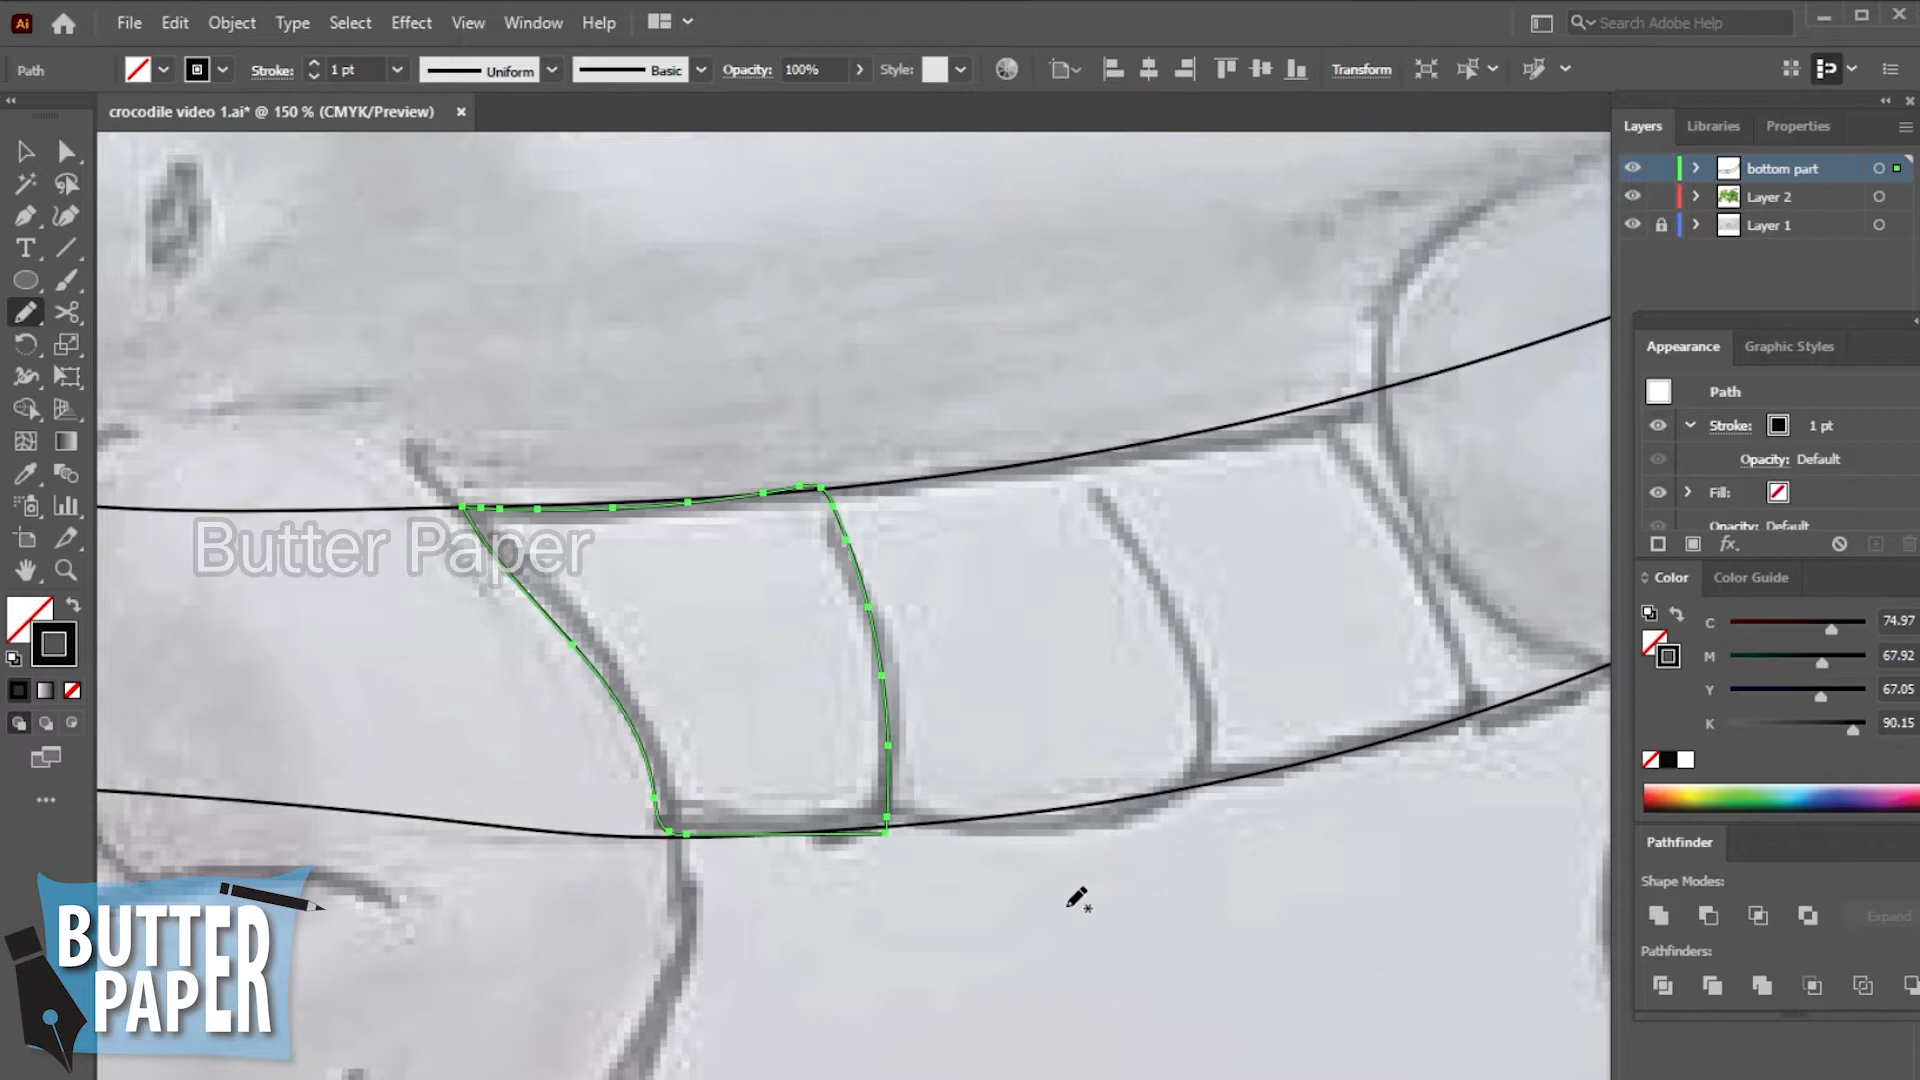 Ai File Edit Object Type Select Effect View Window Help Search Adobe Help
Path Stroke: 1 pt Uniform Basic Opacity: 100% Style: Transform
crocodile video 1.ai* @ 150 % (CMYK/Preview) ×
Layers Libraries Properties
bottom part
Layer 2
Layer 1
Appearance Graphic Styles
Path
Stroke: 1 pt
Opacity: Default
Fill:
Opacity: Default
fx.
Color Color Guide
C 74.97
M 67.92
Y 67.05
K 90.15
Pathfinder
Shape Modes:
Expand
Pathfinders:
Butter Paper
BUTTER
PAPER